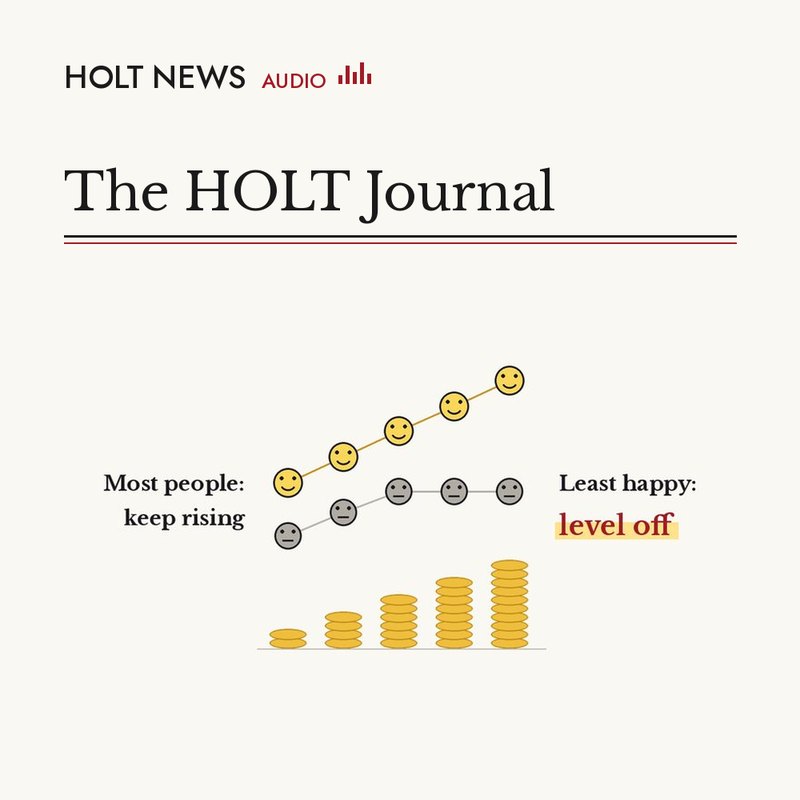 HOLT NEWS AUDIO
The HOLT Journal
Most people:
keep rising
Least happy:
level off